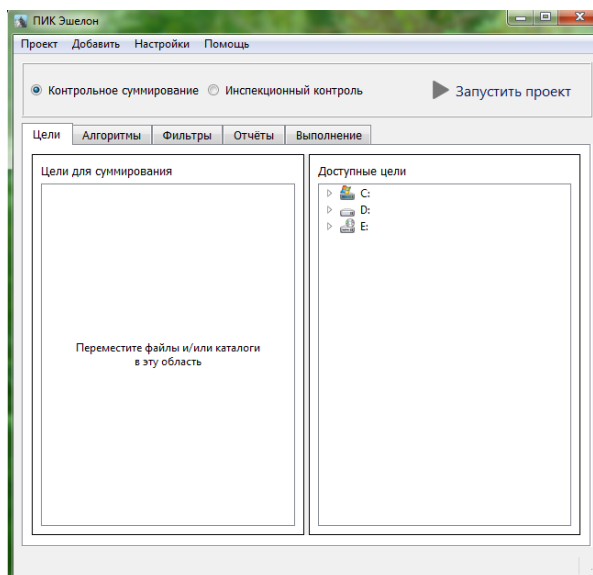 ПИК Эшелон
Проект Добавить Настройки Помощь
Контрольное суммирование Инспекционный контроль Запустить проект
Цели Алгоритмы Фильтры Отчёты Выполнение
Цели для суммирования Доступные цели
C:
D:
E:
Переместите файлы и/или каталоги
в эту область